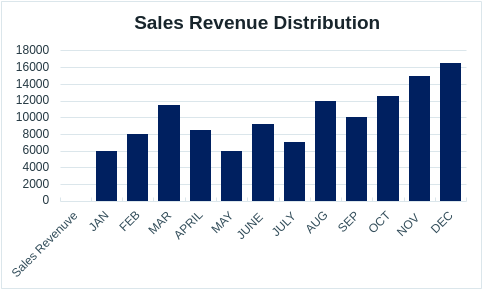 Sales Revenue Distribution
18000
16000
14000
12000
10000
8000
6000
4000
2000
0
Sales Revenuve
JAN
FEB
MAR
APRIL
MAY
JUNE
JULY
AUG
SEP
OCT
NOV
DEC